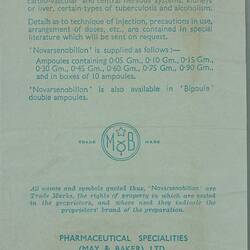 cardio-vascular and central nervous systems, kidneys
or liver, certain types of tuberculosis and alcoholism.
Details as to technique of injection, precautions in use,
arrangement of doses, etc., are contained in special
literature which will be sent on request.
'Novarsenobillon' is supplied as follows:—
Ampoules containing 0·05 Gm., 0·10 Gm., 0·15 Gm.,
0·30 Gm., 0·45 Gm., 0·60 Gm., 0·75 Gm., 0·90 Gm.
and in boxes of 10 ampoules.
'Novarsenobillon' is also available in 'Bipoule'
double ampoules.
TRADE M&B MARK
All names and symbols quoted thus, 'Novarsenobillon' are
Trade Marks, the rights of property in which are vested
in the proprietors, and where used they indicate the
proprietors' brand of the preparation.
PHARMACEUTICAL SPECIALITIES
(MAY & BAKER) LTD.